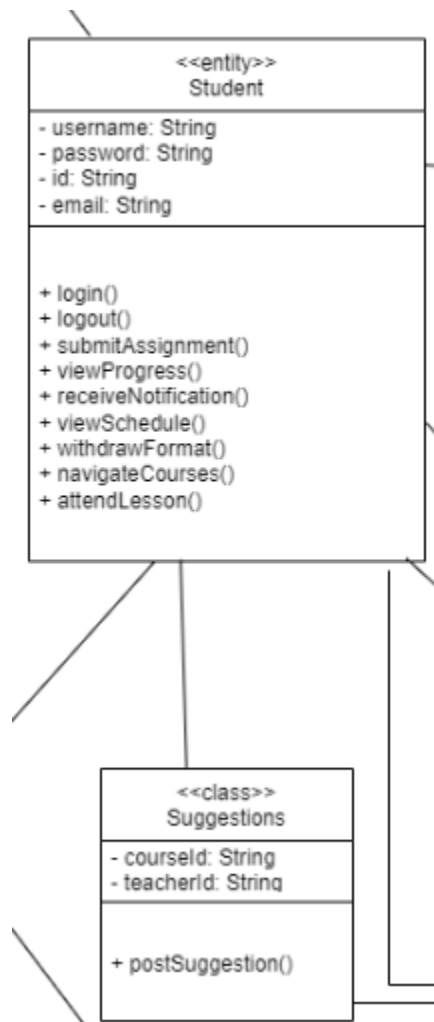 <<entity>>
Student
- username: String
- password: String
- id: String
- email: String
+ login()
+ logout()
+ submitAssignment()
+ viewProgress()
+ receiveNotification()
+ viewSchedule()
+ withdrawFormat()
+ navigateCourses()
+ attendLesson()
<<class>>
Suggestions
- courseId: String
- teacherId: String
+ postSuggestion()